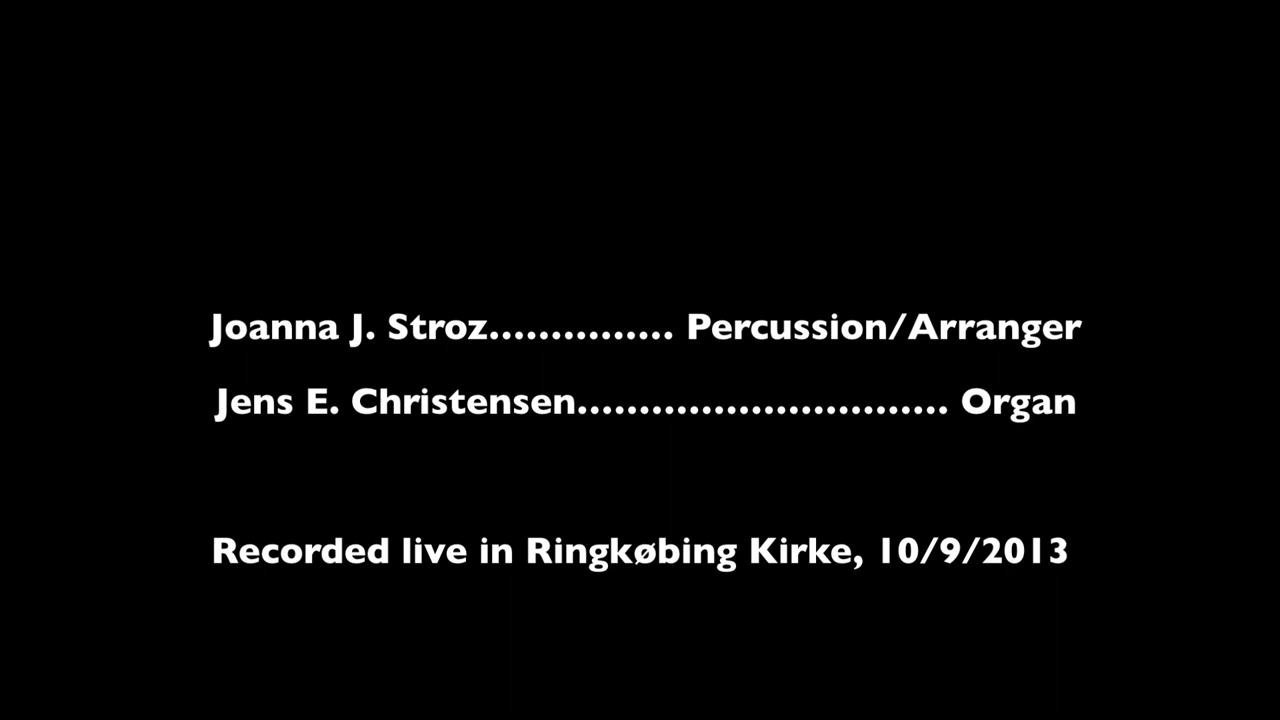 Joanna J. Stroz............... Percussion/Arranger
Jens E. Christensen.............................. Organ
Recorded live in Ringkøbing Kirke, 10/9/2013